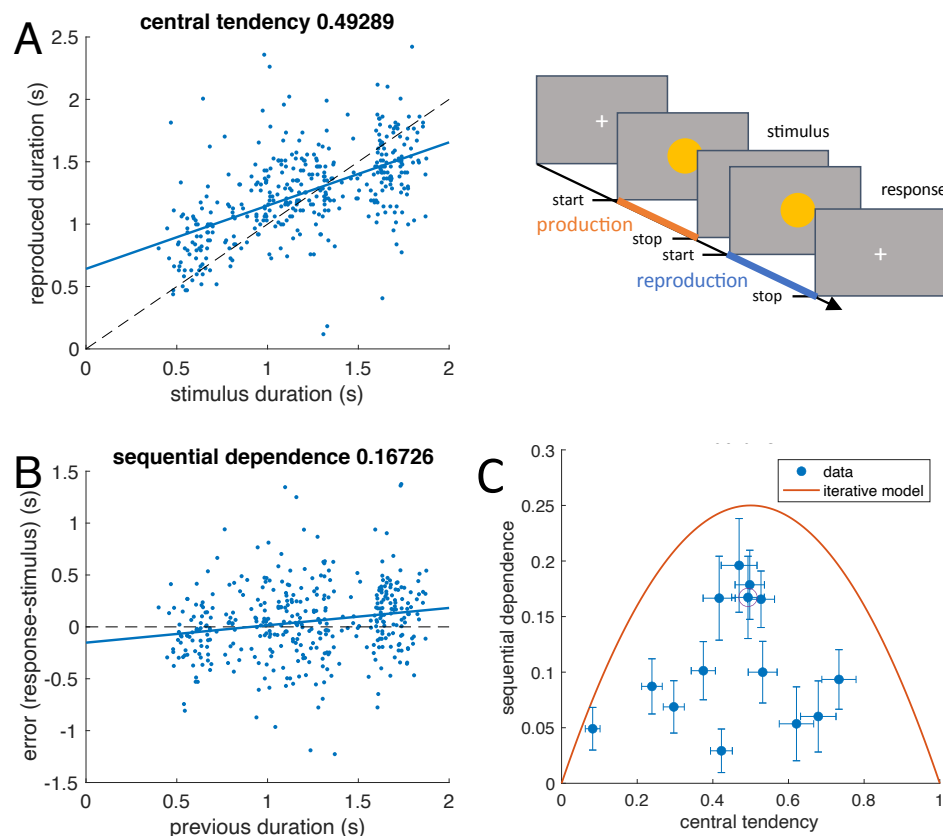 A
central tendency 0.49289
2.5
2
1.5
1
0.5
0
0
0.5
1
1.5
2
reproduced duration (s)
stimulus duration (s)
stimulus
response
start
production
stop
start
reproduction
stop
B
sequential dependence 0.16726
1.5
1
0.5
0
-0.5
-1
-1.5
0
0.5
1
1.5
2
error (response-stimulus) (s)
previous duration (s)
C
0.3
0.25
0.2
0.15
0.1
0.05
0
0
0.2
0.4
0.6
0.8
1
sequential dependence
central tendency
data
iterative model